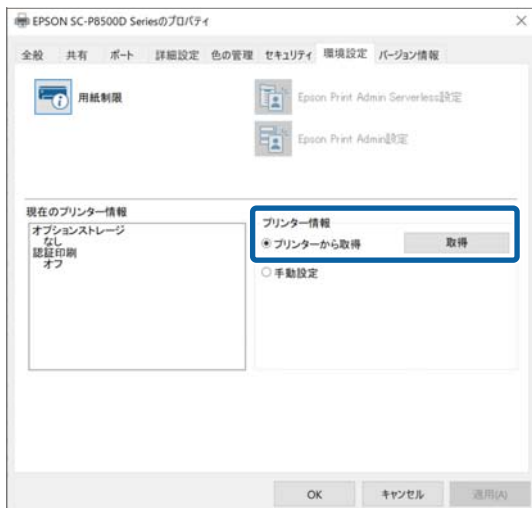 EPSON SC-P8500D Seriesのプロパティ
全般 共有 ポート 詳細設定 色の管理 セキュリティ 環境設定 バージョン情報
用紙制限
Epson Print Admin Serverless設定
Epson Print Admin設定
現在のプリンター情報
オプションストレージ
なし
認証印刷
オフ
プリンター情報
プリンターから取得 取得
手動設定
OK キャンセル 適用(A)